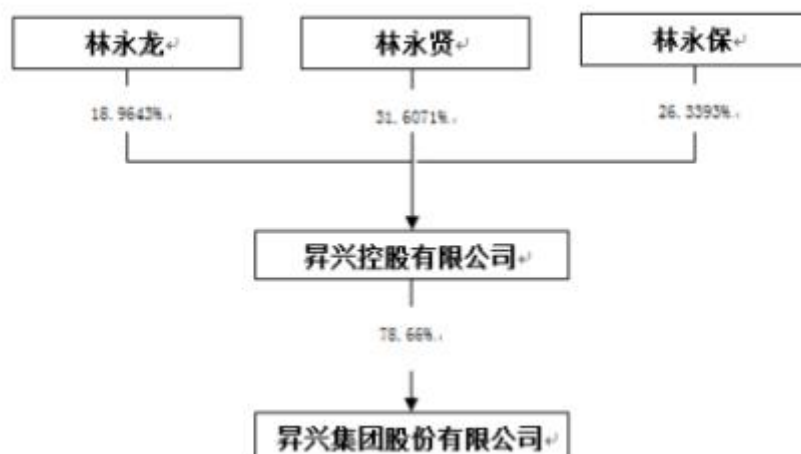 林永龙
林永贤
林永保
18.9643%
31.6071%
26.3393%
昇兴控股有限公司
78.66%
昇兴集团股份有限公司